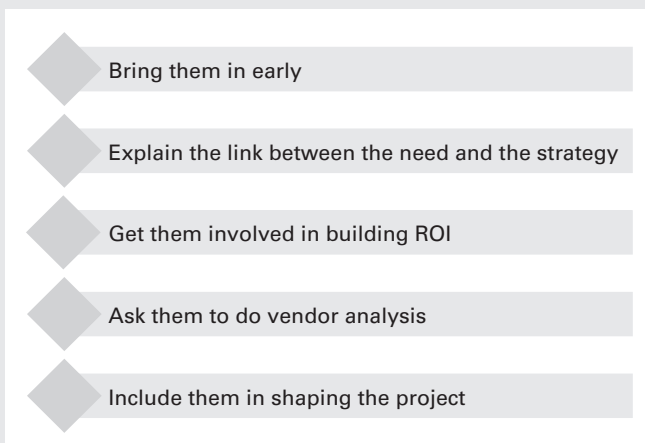 Bring them in early
Explain the link between the need and the strategy
Get them involved in building ROI
Ask them to do vendor analysis
Include them in shaping the project